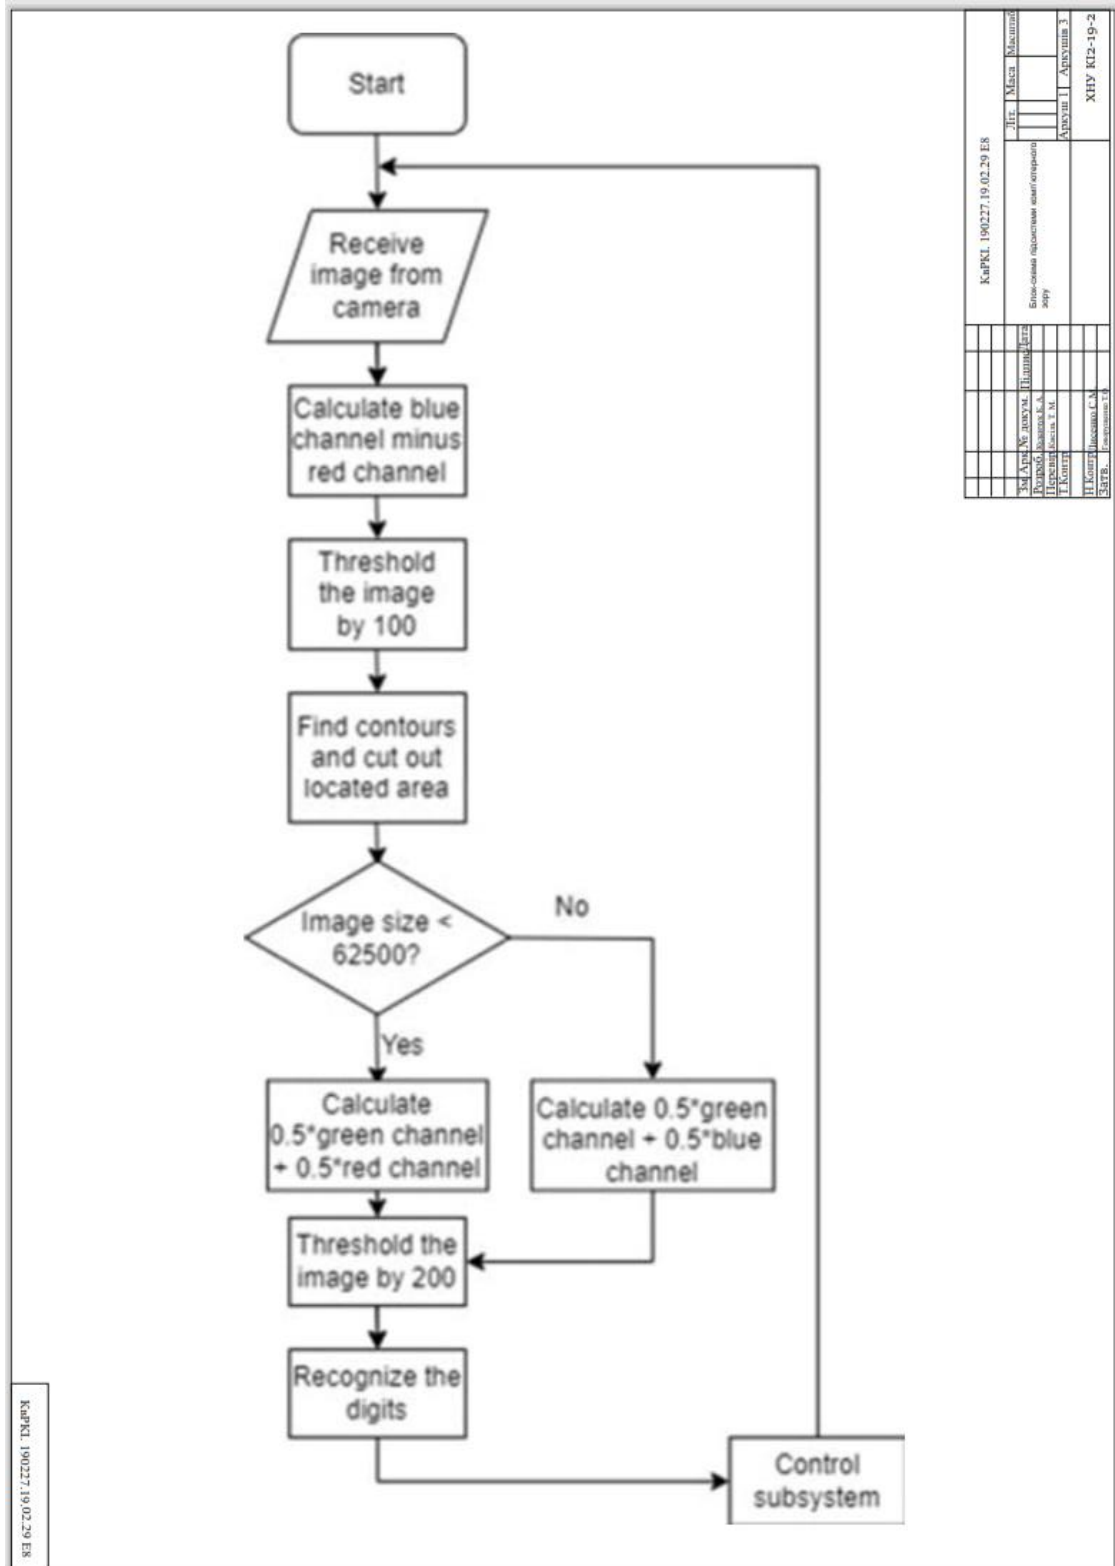 Start
Receive
image from
camera
Calculate blue
channel minus
red channel
Threshold
the image
by 100
Find contours
and cut out
located area
Image size <
62500?
No
Yes
Calculate
0.5*green channel
+ 0.5*red channel
Calculate 0.5*green
channel + 0.5*blue
channel
Threshold the
image by 200
Recognize the
digits
Control
subsystem
КвРКІ. 190227.19.02.29 Е8
Зм. Арк. № докум. Підпис Дата
Розроб.
Перевір. Т. М.
Т.Контр
Н.Контр Лисенко С.М.
Затв.
Блок-схема підсистеми комп'ютерного
зору
Літ. Маса Масштаб
Аркуш 1 Аркушів 3
ХНУ КІ2-19-2
КвРКІ. 190227.19.02.29 Е8